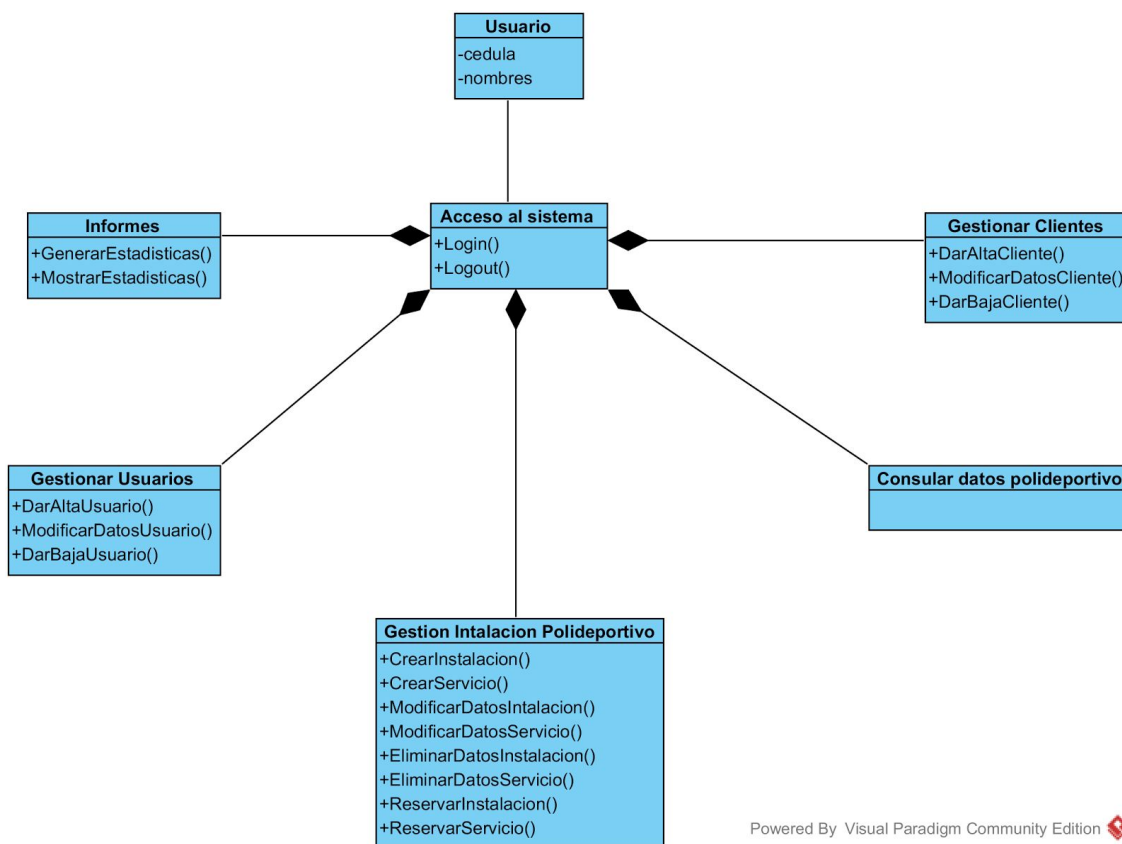 Usuario
-cedula
-nombres
Informes
+GenerarEstadisticas()
+MostrarEstadisticas()
Acceso al sistema
+Login()
+Logout()
Gestionar Clientes
+DarAltaCliente()
+ModificarDatosCliente()
+DarBajaCliente()
Gestionar Usuarios
+DarAltaUsuario()
+ModificarDatosUsuario()
+DarBajaUsuario()
Consular datos polideportivo
Gestion Intalacion Polideportivo
+CrearInstalacion()
+CrearServicio()
+ModificarDatosIntalacion()
+ModificarDatosServicio()
+EliminarDatosInstalacion()
+EliminarDatosServicio()
+ReservarInstalacion()
+ReservarServicio()
Powered By Visual Paradigm Community Edition